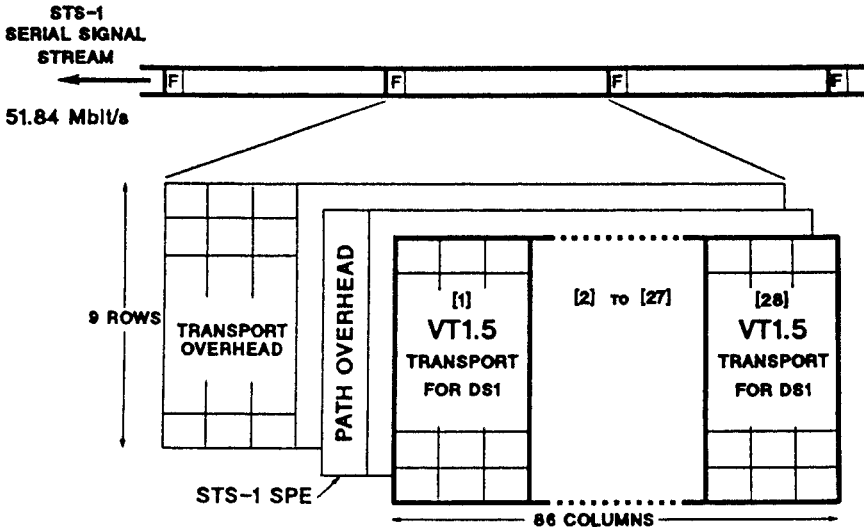 STS-1
SERIAL SIGNAL
STREAM
F
F
F
F
51.84 Mbit/s
9 ROWS
TRANSPORT
OVERHEAD
PATH OVERHEAD
[1]
VT1.5
TRANSPORT
FOR DS1
[2] TO [27]
[28]
VT1.5
TRANSPORT
FOR DS1
STS-1 SPE
86 COLUMNS